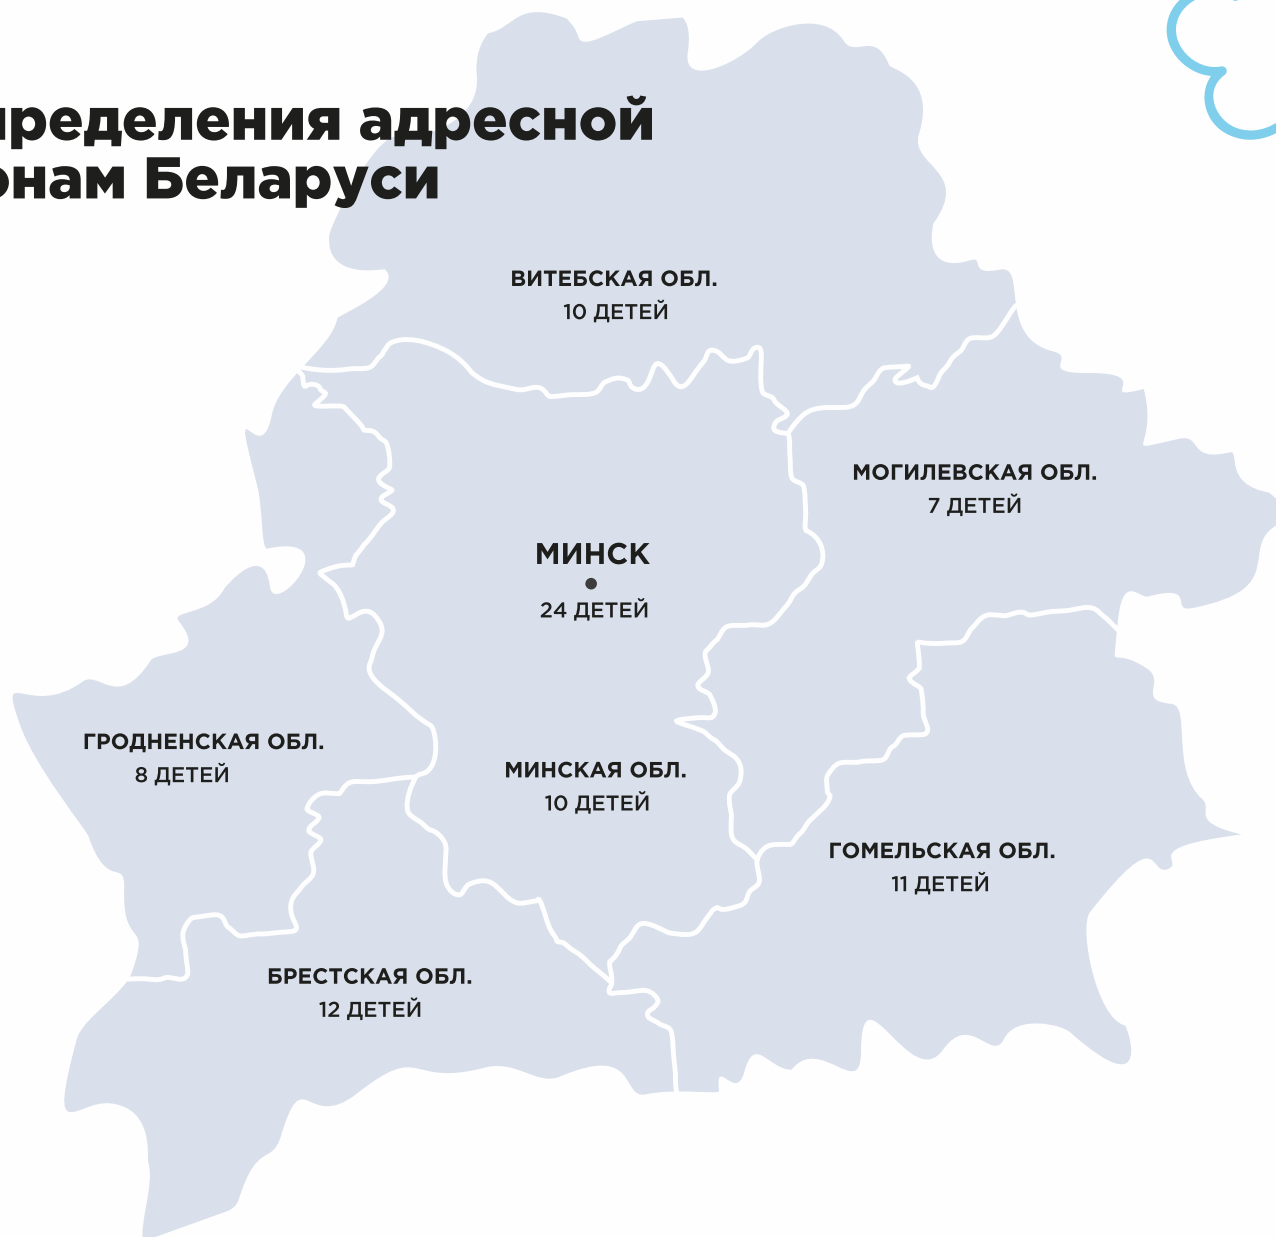 пределения адресной
онам Беларуси
ВИТЕБСКАЯ ОБЛ.
10 ДЕТЕЙ
МОГИЛЕВСКАЯ ОБЛ.
7 ДЕТЕЙ
МИНСК
24 ДЕТЕЙ
ГРОДНЕНСКАЯ ОБЛ.
8 ДЕТЕЙ
МИНСКАЯ ОБЛ.
10 ДЕТЕЙ
ГОМЕЛЬСКАЯ ОБЛ.
11 ДЕТЕЙ
БРЕСТСКАЯ ОБЛ.
12 ДЕТЕЙ